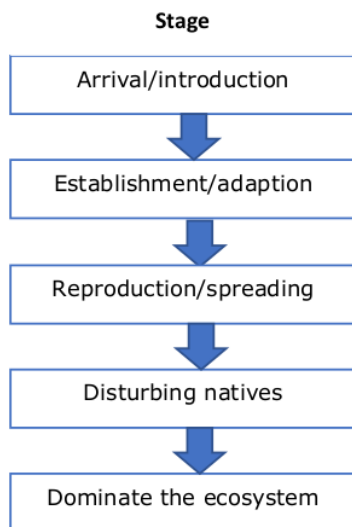 Stage
Arrival/introduction
Establishment/adaption
Reproduction/spreading
Disturbing natives
Dominate the ecosystem